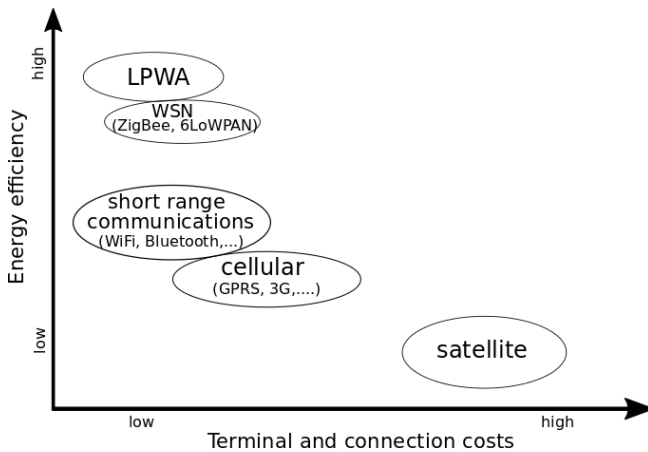 high
Energy efficiency
low
LPWA
WSN
(ZigBee, 6LoWPAN)
short range
communications
(WiFi, Bluetooth,...)
cellular
(GPRS, 3G,....)
satellite
low
high
Terminal and connection costs